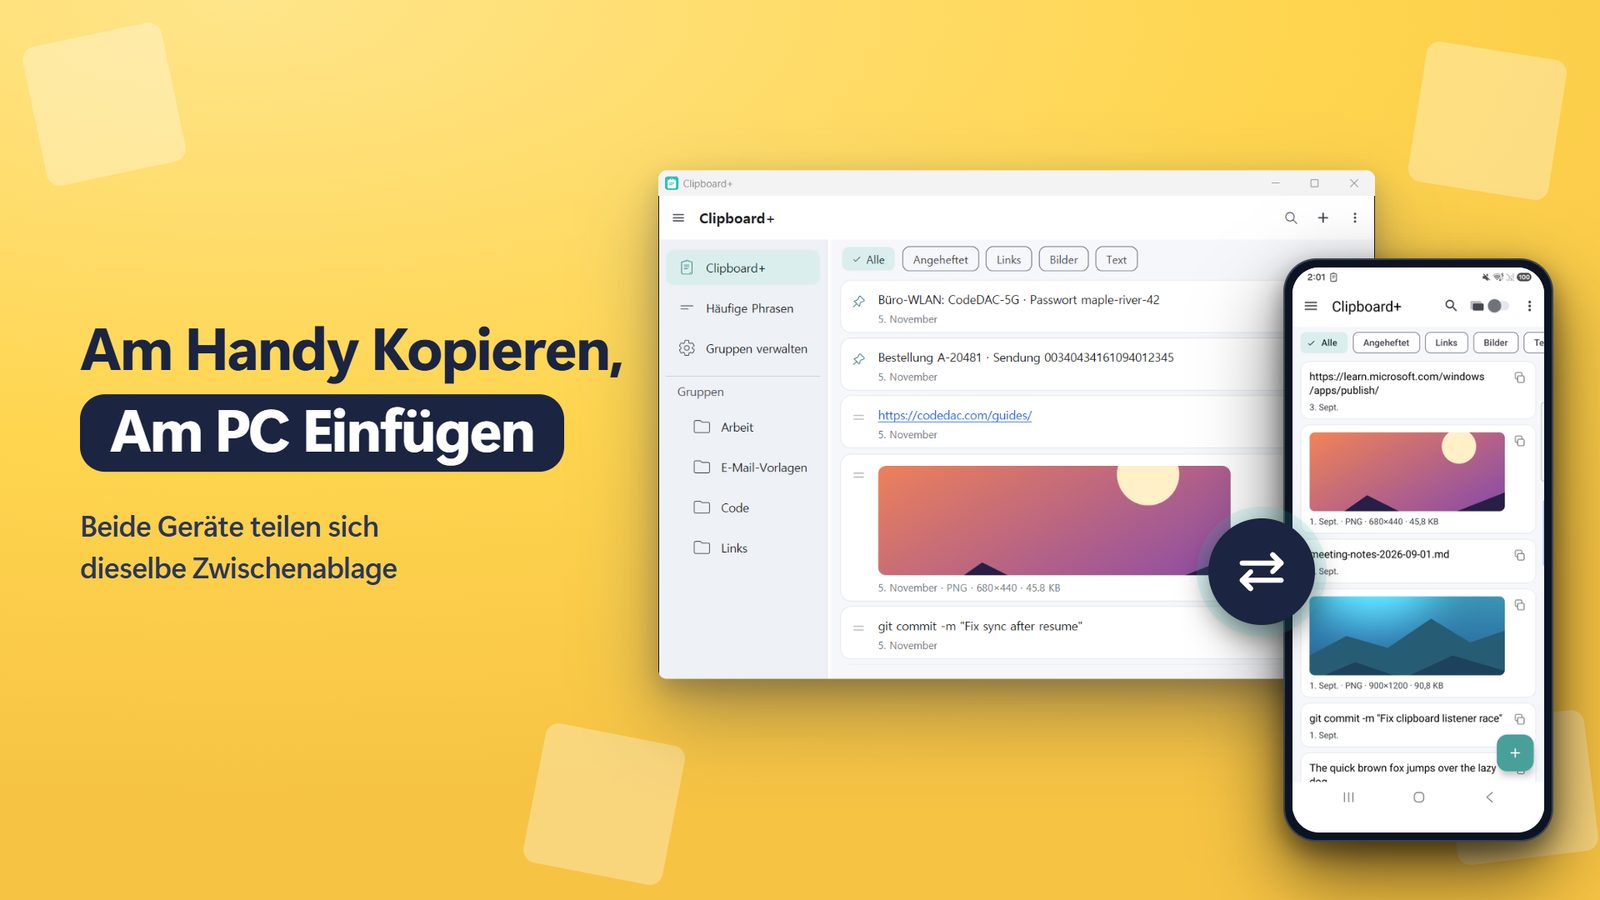 Am Handy Kopieren,
Am PC Einfügen
Beide Geräte teilen sich
dieselbe Zwischenablage
Clipboard+
Clipboard+
Clipboard+
Häufige Phrasen
Gruppen verwalten
Gruppen
Arbeit
E-Mail-Vorlagen
Code
Links
Alle
Angeheftet
Links
Bilder
Text
Büro-WLAN: CodeDAC-5G · Passwort maple-river-42
5. November
Bestellung A-20481 · Sendung 00340434161094012345
5. November
https://codedac.com/guides/
5. November
5. November · PNG · 680×440 · 45.8 KB
git commit -m "Fix sync after resume"
5. November
2:01
100
Clipboard+
Alle
Angeheftet
Links
Bilder
Te
https://learn.microsoft.com/windows
/apps/publish/
3. Sept.
1. Sept. · PNG · 680×440 · 45,8 KB
meeting-notes-2026-09-01.md
Sept.
1. Sept. · PNG · 900×1200 · 90,8 KB
git commit -m "Fix clipboard listener race"
1. Sept.
The quick brown fox jumps over the lazy
dog